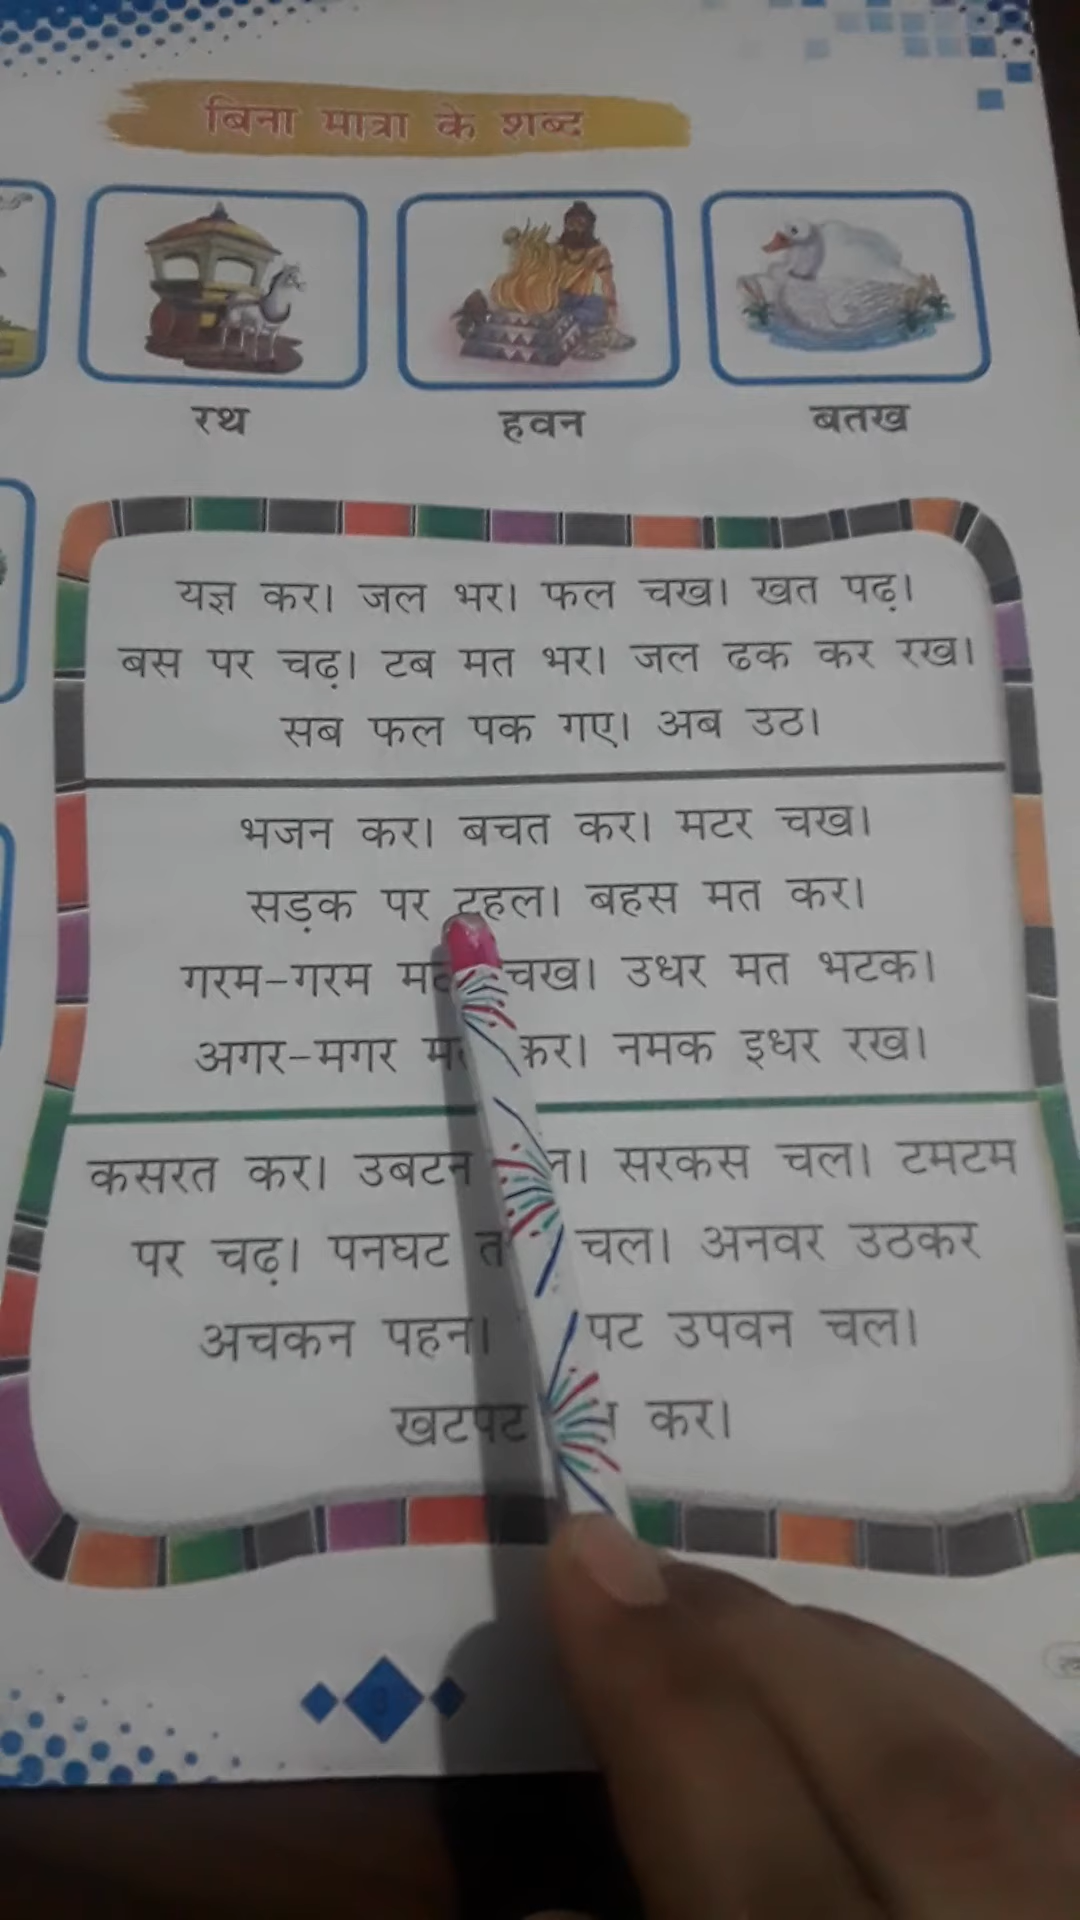 बिना मात्रा के शब्द
रथ हवन बतख
यज्ञ कर। जल भर। फल चख। खत पढ़।
बस पर चढ़। टब मत भर। जल ढक कर रख।
सब फल पक गए। अब उठ।
भजन कर। बचत कर। मटर चख।
सड़क पर टहल। बहस मत कर।
गरम-गरम चख। उधर मत भटक।
अगर-मगर कर। नमक इधर रख।
कसरत कर। उबटन सरकस चल। टमटम
पर चढ़। पनघट चल। अनवर उठकर
अचकन पहन। उपवन चल।
खटपट कर।